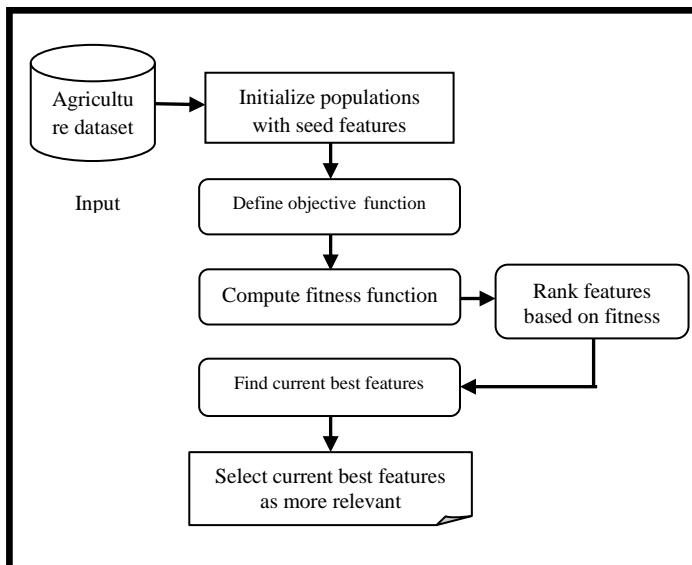 Agricultu
re dataset
Initialize populations
with seed features
Input
Define objective function
Compute fitness function
Rank features
based on fitness
Find current best features
Select current best features
as more relevant